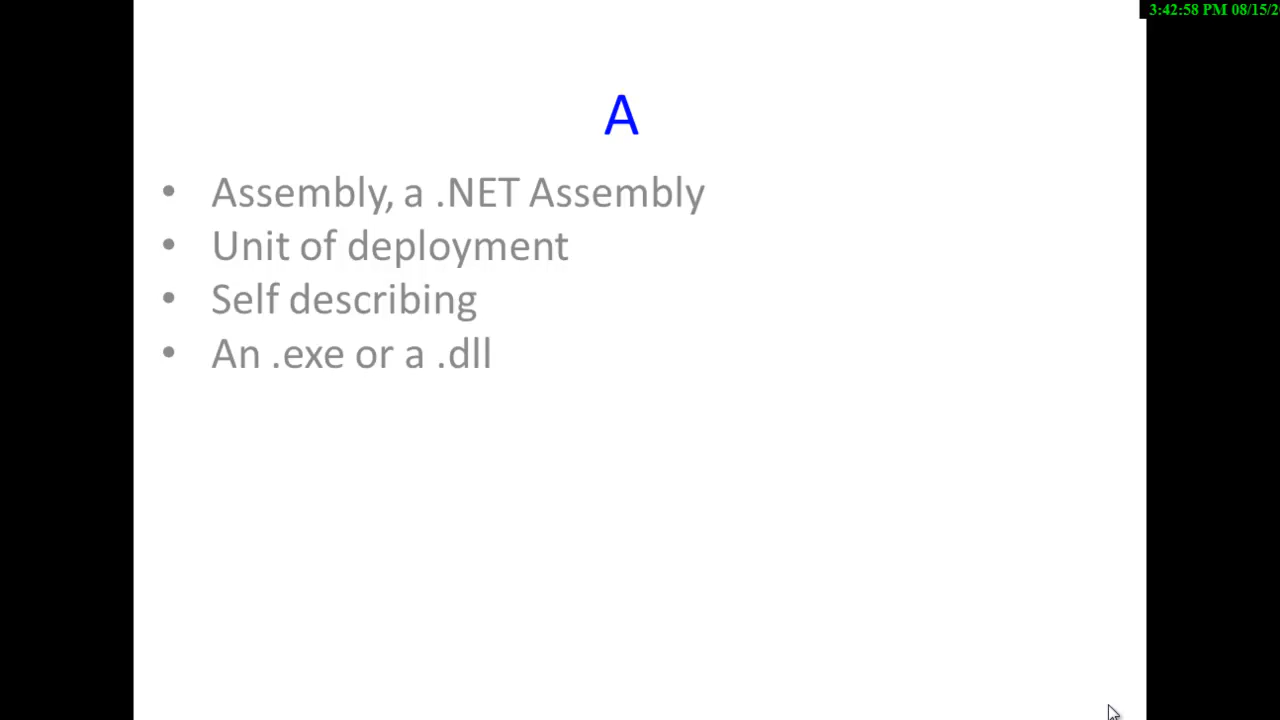 3:42:58 PM 08/15/2
A
• Assembly, a .NET Assembly
• Unit of deployment
• Self describing
• An .exe or a .dll